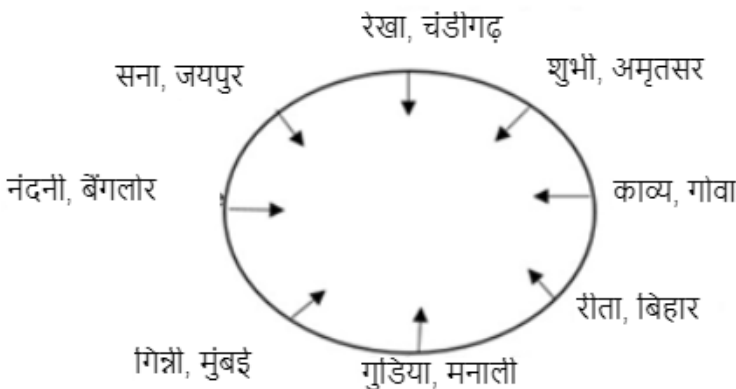 रेखा, चंडीगढ़
सना, जयपुर
शुभी, अमृतसर
नंदनी, बैंगलोर
काव्य, गोवा
रीता, बिहार
गिन्नी, मुंबई
गुडिया, मनाली